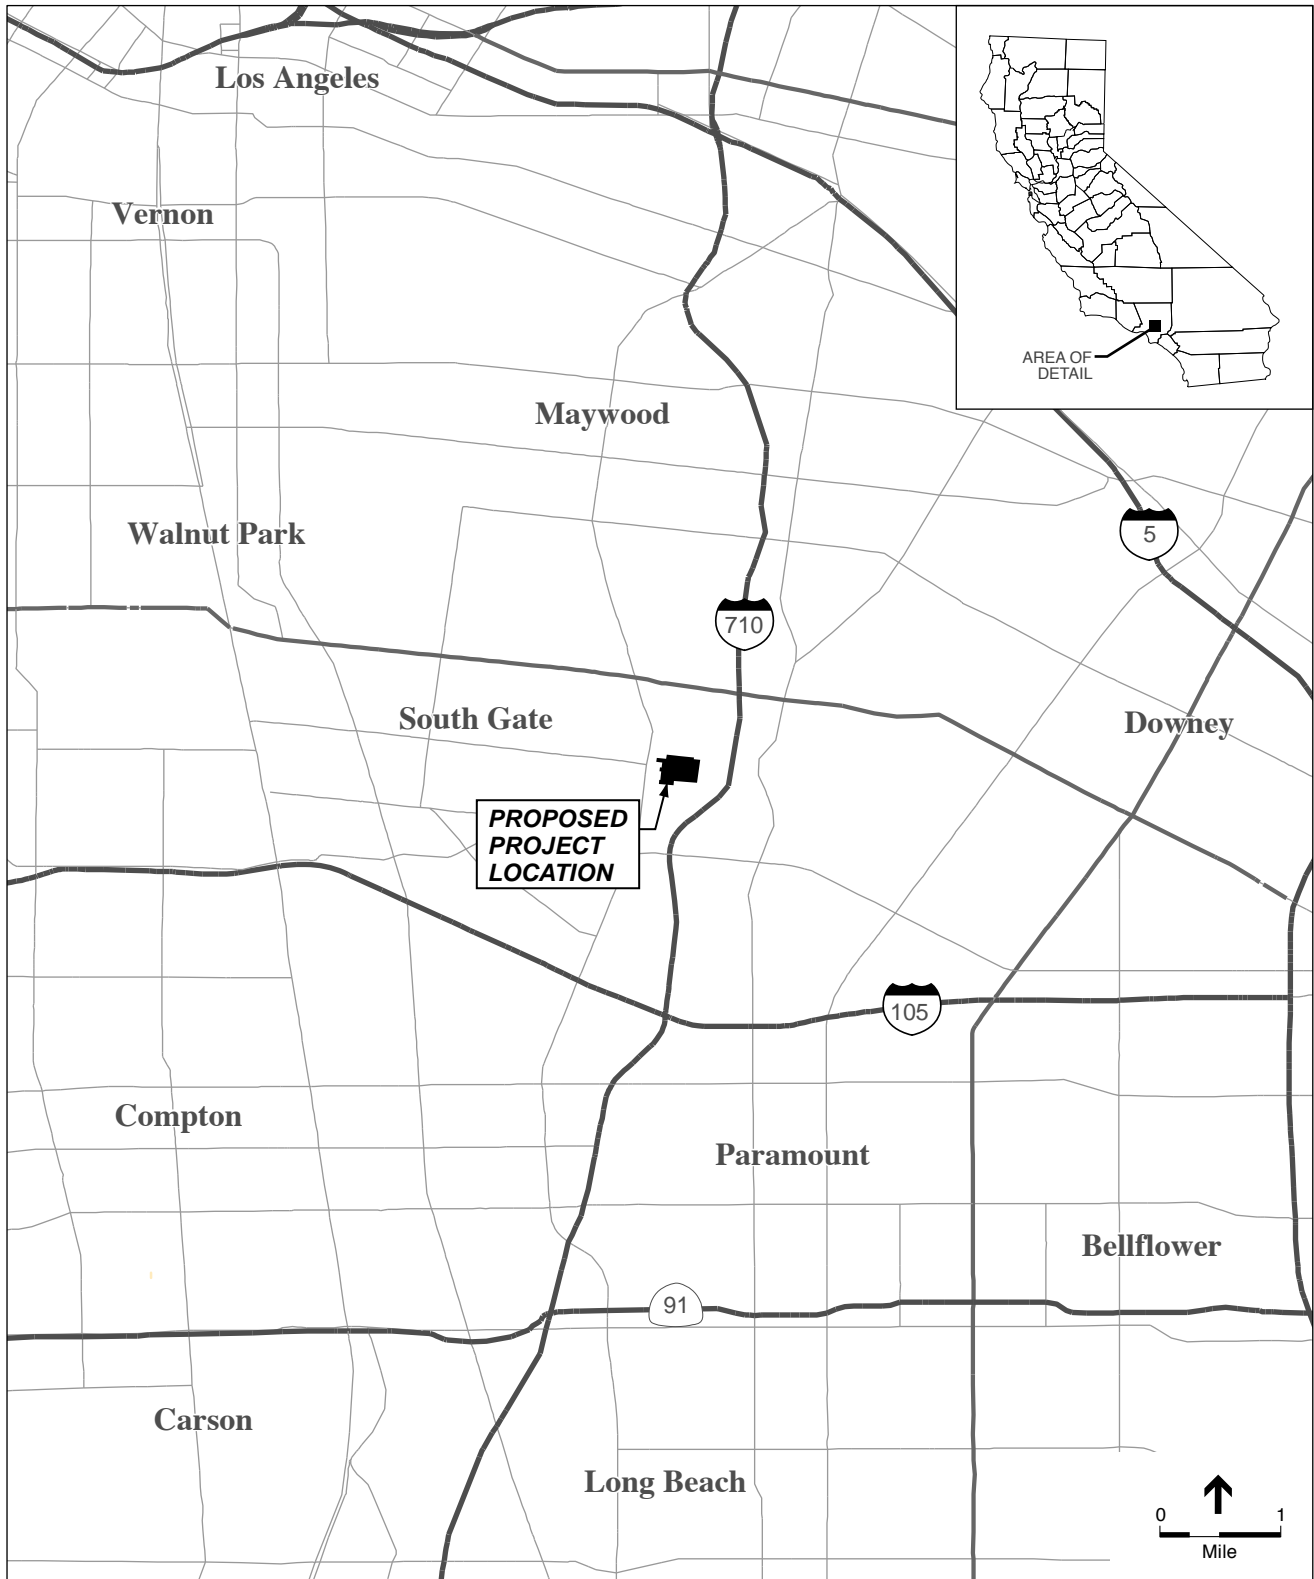 Los Angeles
Vernon
AREA OF
DETAIL
Maywood
Walnut Park
5
710
South Gate
Downey
PROPOSED
PROJECT
LOCATION
105
Compton
Paramount
Bellflower
91
Carson
Long Beach
0 1
Mile